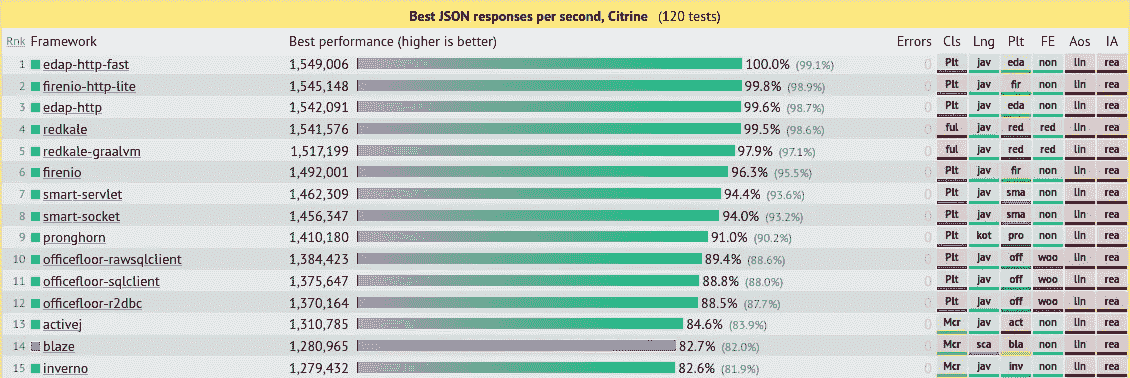 Best JSON responses per second, Citrine (120 tests)
Rnk Framework Best performance (higher is better) Errors Cls Lng Plt FE Aos IA
1 edap-http-fast 1,549,006 100.0% (99.1%) 0 Plt jav eda non lin rea
2 firenio-http-lite 1,545,148 99.8% (98.9%) 0 Plt jav fir non lin rea
3 edap-http 1,542,091 99.6% (98.7%) 0 Plt jav eda non lin rea
4 redkale 1,541,576 99.5% (98.6%) 0 ful jav red red lin rea
5 redkale-graalvm 1,517,199 97.9% (97.1%) 0 ful jav red red lin rea
6 firenio 1,492,001 96.3% (95.5%) 0 Plt jav fir non lin rea
7 smart-servlet 1,462,309 94.4% (93.6%) 0 Plt jav sma non lin rea
8 smart-socket 1,456,347 94.0% (93.2%) 0 Plt jav sma non lin rea
9 pronghorn 1,410,180 91.0% (90.2%) 0 Plt kot pro non lin rea
10 officefloor-rawsqlclient 1,384,423 89.4% (88.6%) 0 Plt jav off woo lin rea
11 officefloor-sqlclient 1,375,647 88.8% (88.0%) 0 Plt jav off woo lin rea
12 officefloor-r2dbc 1,370,164 88.5% (87.7%) 0 Plt jav off woo lin rea
13 activej 1,310,785 84.6% (83.9%) 0 Mcr jav act non lin rea
14 blaze 1,280,965 82.7% (82.0%) 0 Mcr sca bla non lin rea
15 inverno 1,279,432 82.6% (81.9%) 0 Mcr jav inv non lin rea